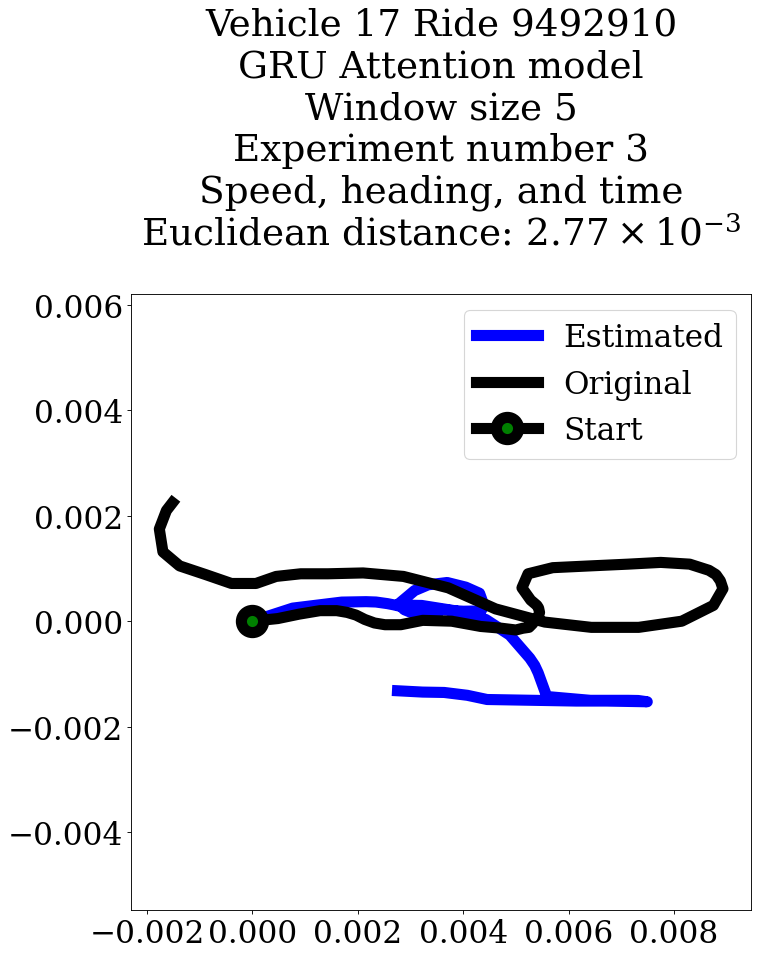 Vehicle 17 Ride 9492910
GRU Attention model
Window size 5
Experiment number 3
Speed, heading, and time
Euclidean distance: 2.77 × 10⁻³
Estimated
Original
Start
0.006
0.004
0.002
0.000
−0.002
−0.004
−0.002 0.000 0.002 0.004 0.006 0.008